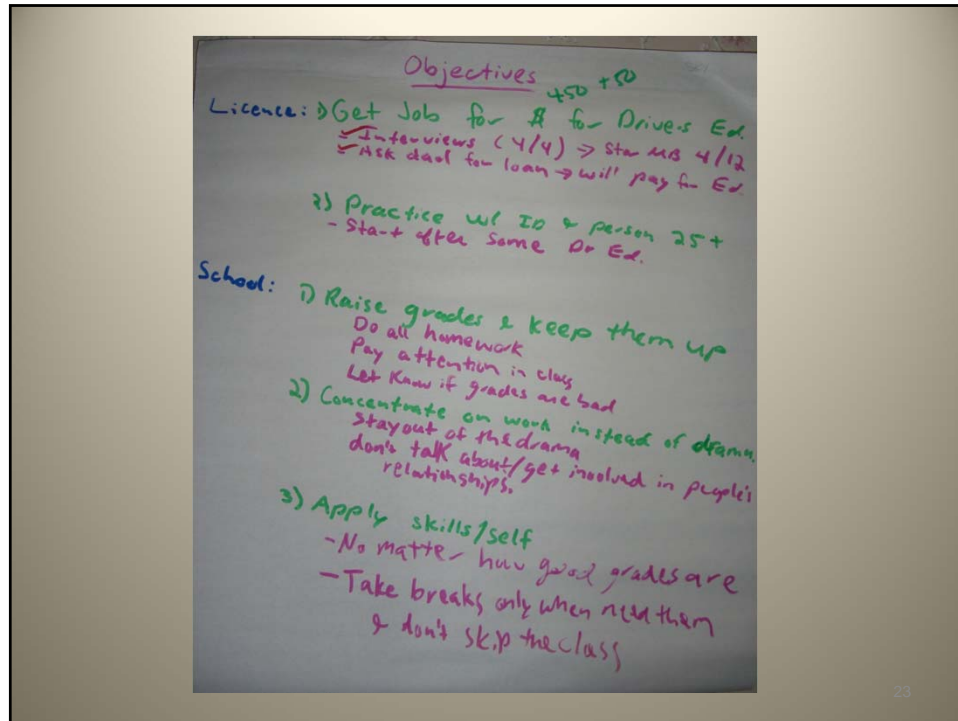 Objectives
450 +50
Licence: 1) Get Job for $ for Drivers Ed.
- Interviews (4/4) → Star MB 4/12
- Ask dad for loan → will pay for Ed.
2) Practice w/ ID & person 25+
- Start after some Dr Ed.
School: 1) Raise grades & keep them up
Do all homework
Pay attention in class
Let Know if grades are bad
2) Concentrate on work instead of drama.
Stay out of the drama
don't talk about/get involved in people's
relationships.
3) Apply skills/self
- No matter how good grades are
- Take breaks only when need them
& don't skip the class
23